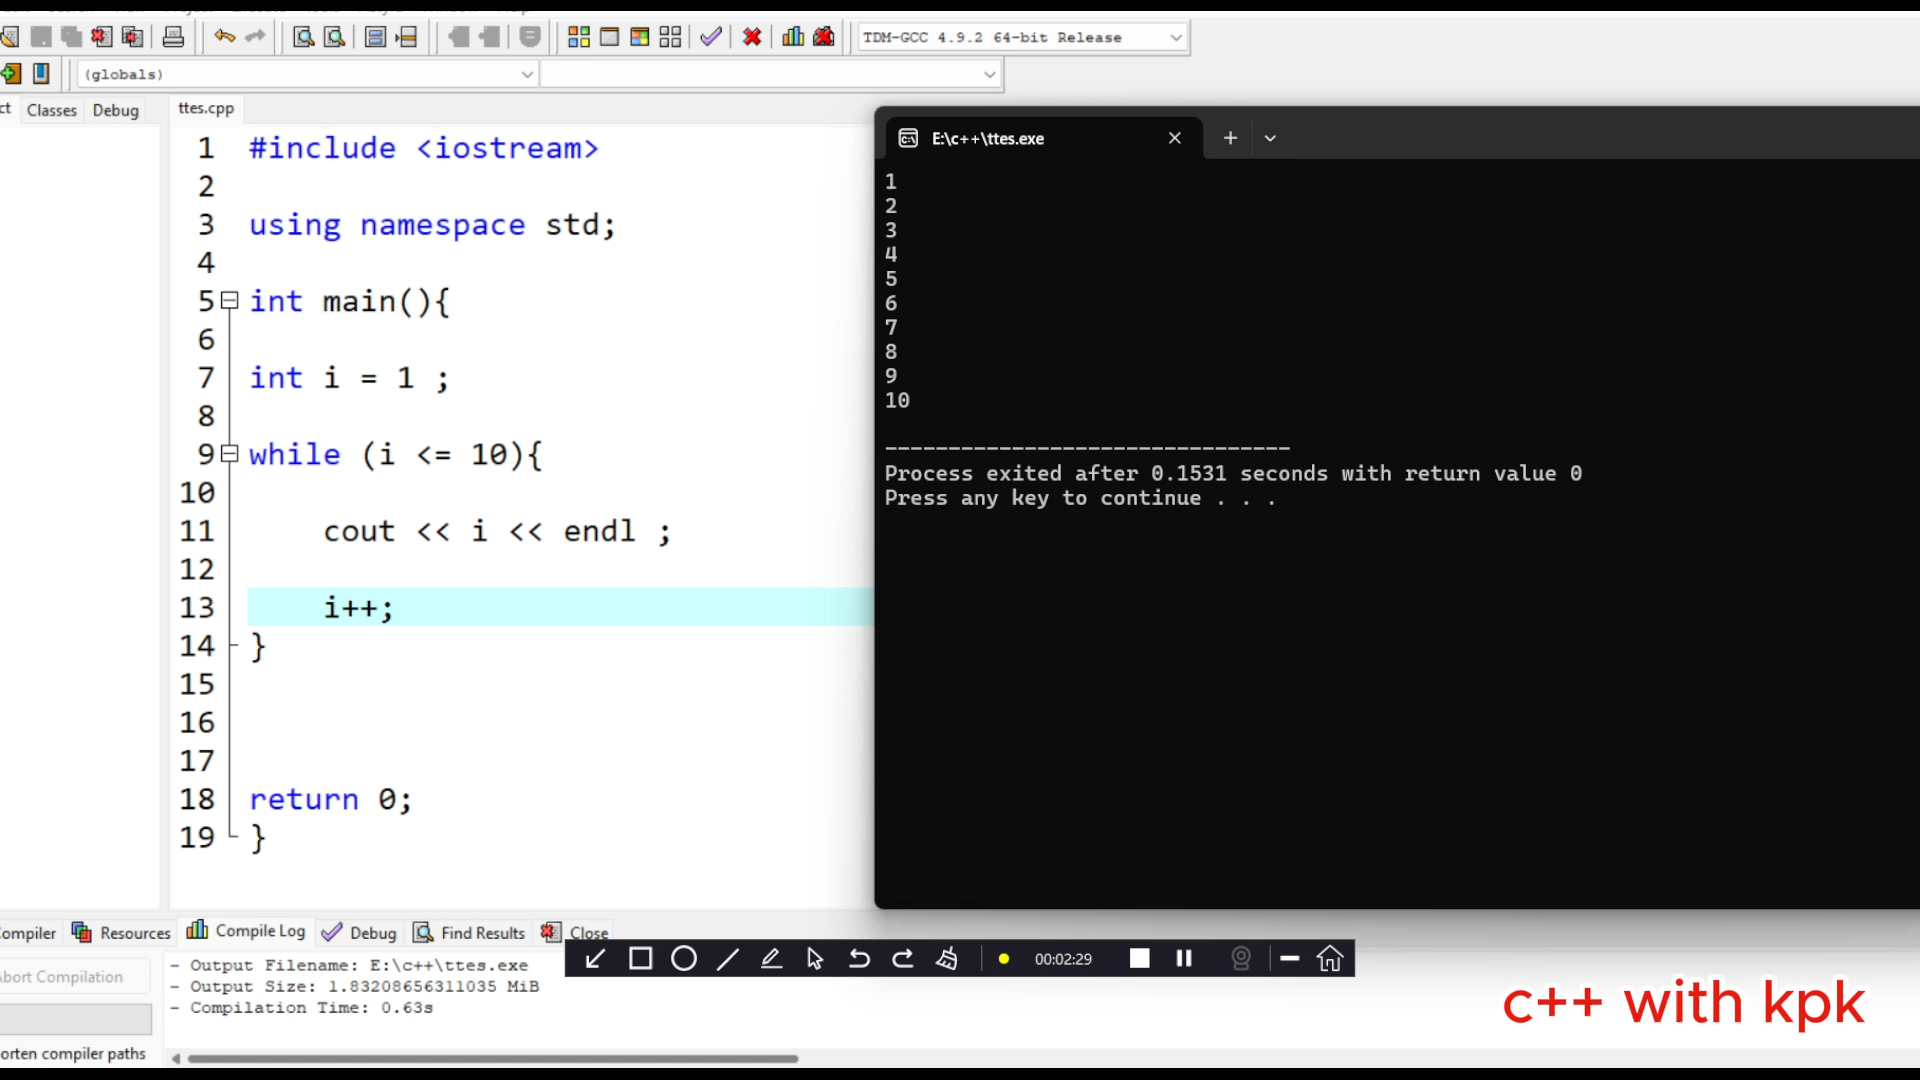 TDM-GCC 4.9.2 64-bit Release
(globals)
ct Classes Debug
ttes.cpp
1 #include <iostream>
2
3 using namespace std;
4
5 int main(){
6
7 int i = 1 ;
8
9 while (i <= 10){
10
11 cout << i << endl ;
12
13 i++;
14 }
15
16
17
18 return 0;
19 }
E:\c++\ttes.exe
1
2
3
4
5
6
7
8
9
10
--------------------------------
Process exited after 0.1531 seconds with return value 0
Press any key to continue . . .
ompiler Resources Compile Log Debug Find Results Close
Abort Compilation
- Output Filename: E:\c++\ttes.exe
- Output Size: 1.83208656311035 MiB
- Compilation Time: 0.63s
orten compiler paths
00:02:29
c++ with kpk